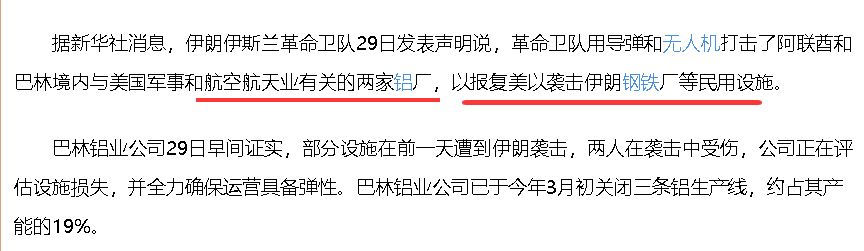 据新华社消息，伊朗伊斯兰革命卫队29日发表声明说，革命卫队用导弹和无人机打击了阿联酋和
巴林境内与美国军事和航空航天业有关的两家铝厂，以报复美以袭击伊朗钢铁厂等民用设施。
巴林铝业公司29日早间证实，部分设施在前一天遭到伊朗袭击，两人在袭击中受伤，公司正在评
估设施损失，并全力确保运营具备弹性。巴林铝业公司已于今年3月初关闭三条铝生产线，约占其产
能的19%。